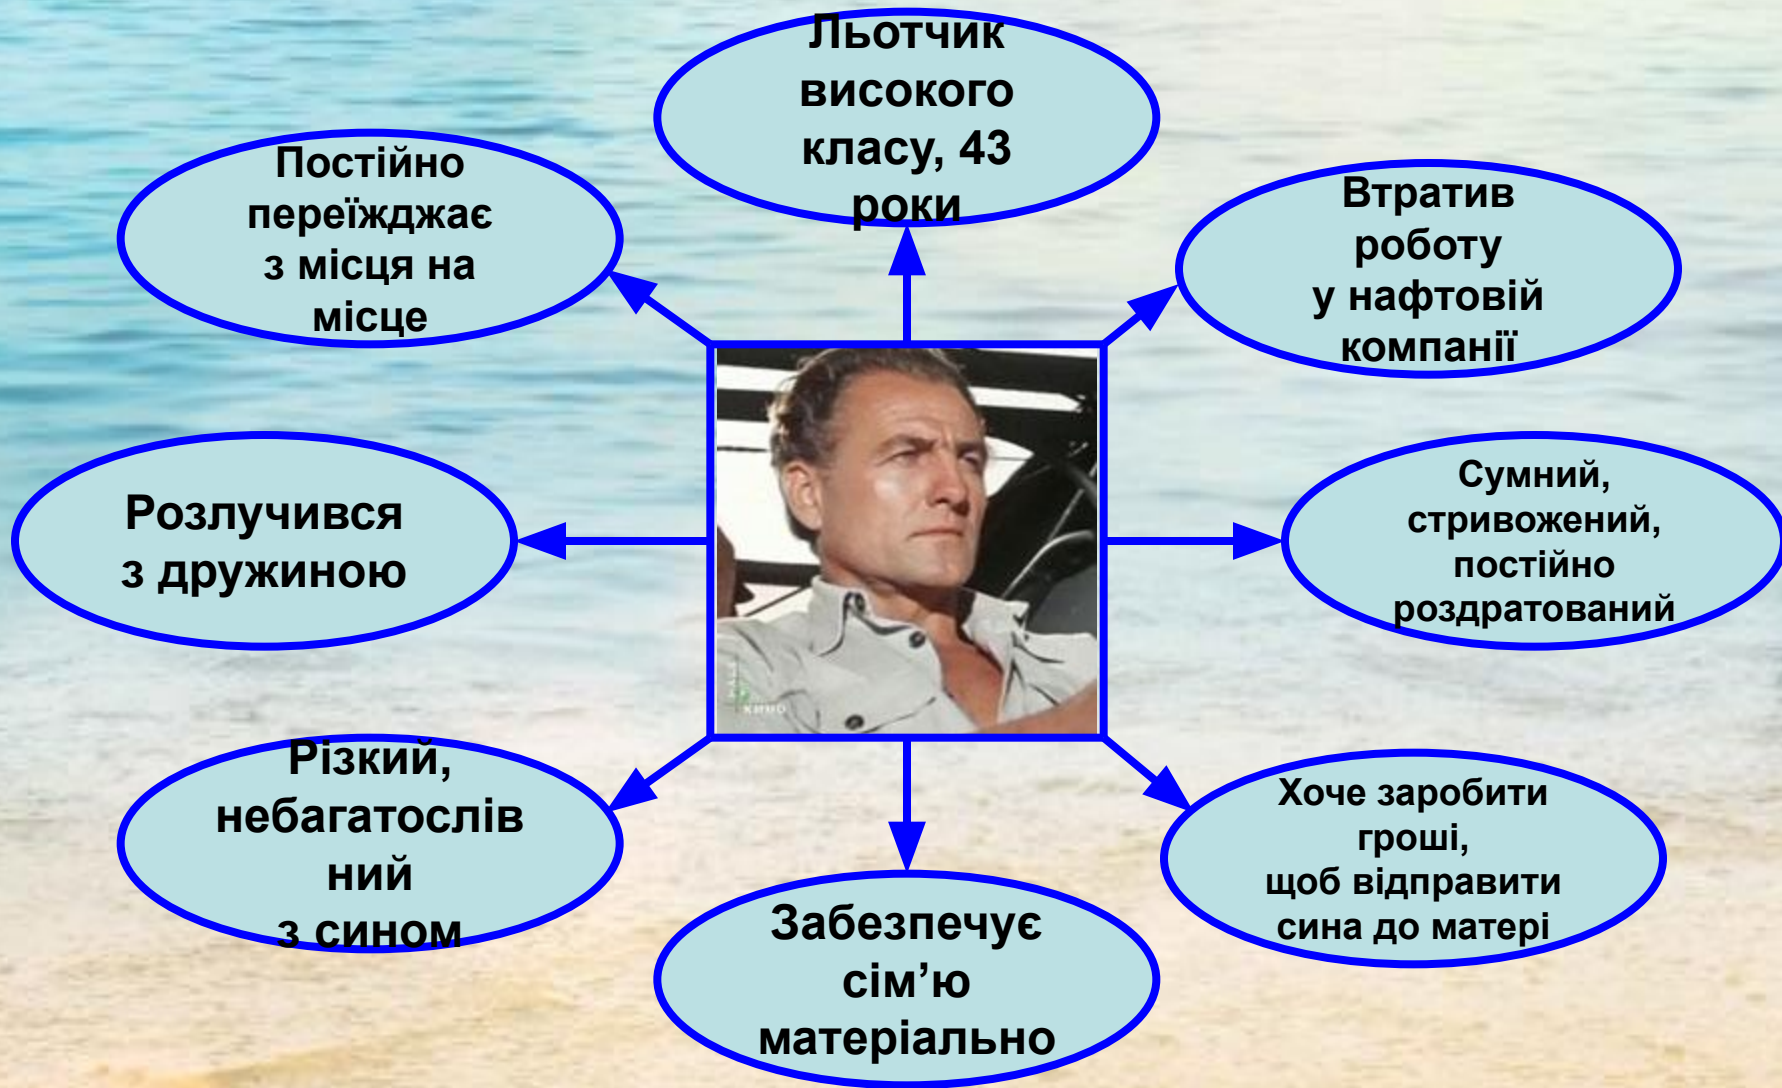 Льотчик
високого
класу, 43
роки
Постійно
переїжджає
з місця на
місце
Втратив
роботу
у нафтовій
компанії
Розлучився
з дружиною
Сумний,
стривожений,
постійно
роздратований
Різкий,
небагатослів
ний
з сином
Хоче заробити
гроші,
щоб відправити
сина до матері
Забезпечує
сім’ю
матеріально
КИНО